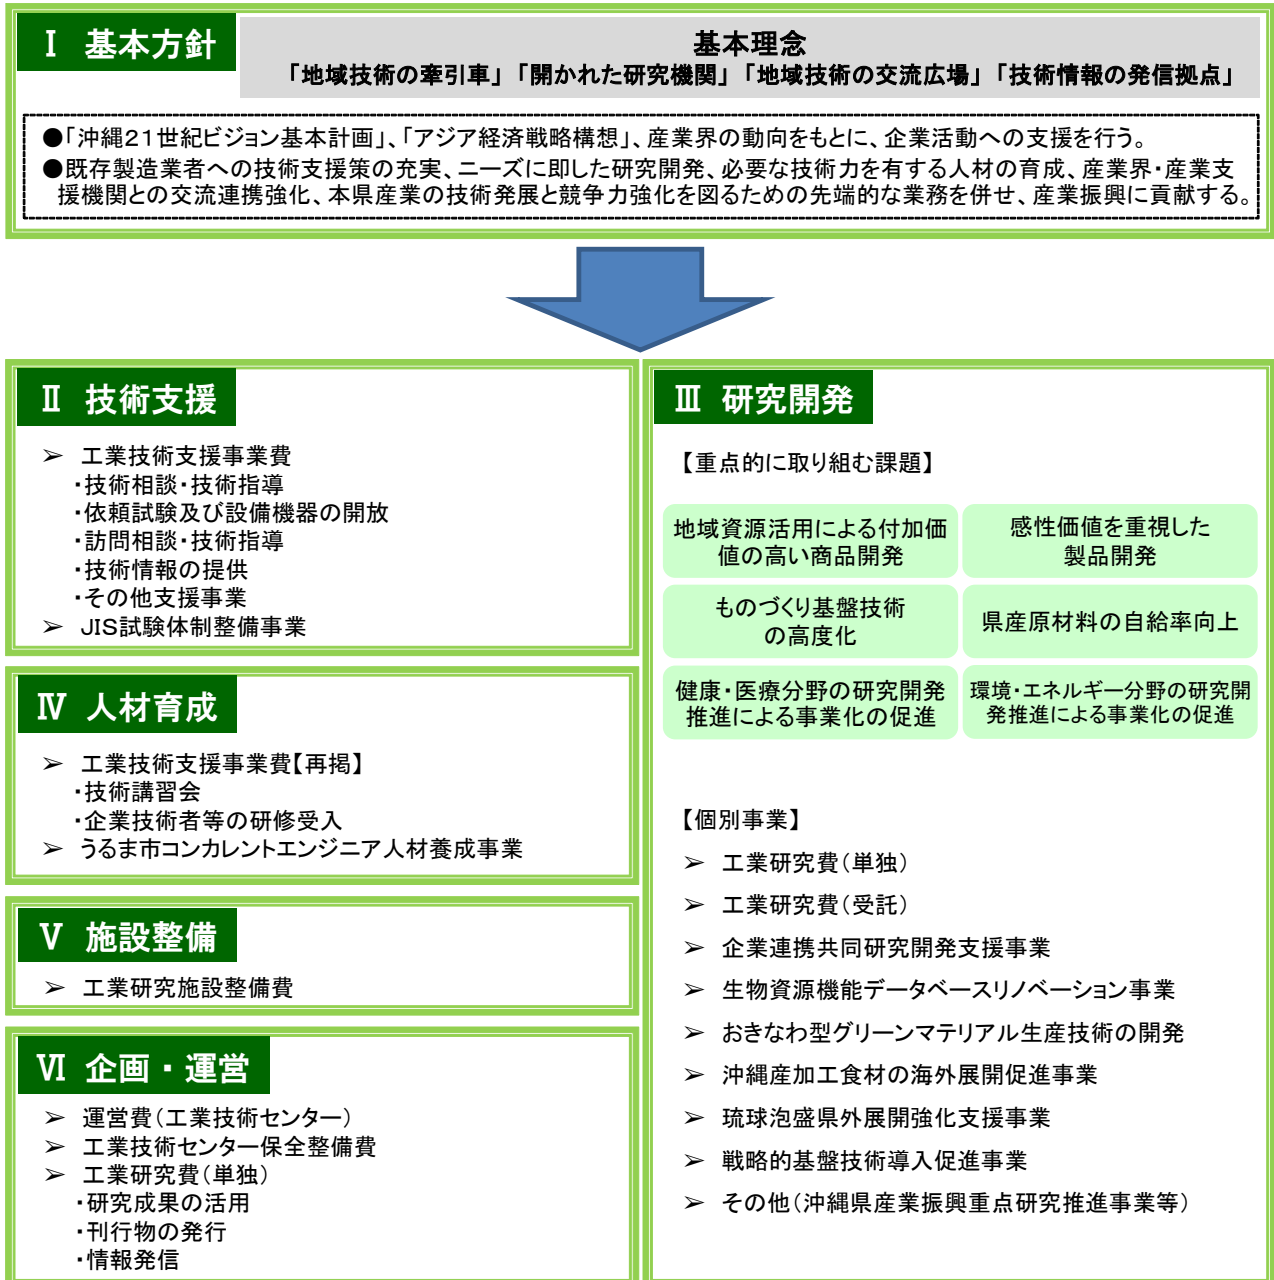 Ⅰ 基本方針
基本理念
「地域技術の牽引車」「開かれた研究機関」「地域技術の交流広場」「技術情報の発信拠点」
●「沖縄21世紀ビジョン基本計画」、「アジア経済戦略構想」、産業界の動向をもとに、企業活動への支援を行う。
●既存製造業者への技術支援策の充実、ニーズに即した研究開発、必要な技術力を有する人材の育成、産業界・産業支
援機関との交流連携強化、本県産業の技術発展と競争力強化を図るための先端的な業務を併せ、産業振興に貢献する。
Ⅱ 技術支援
➢ 工業技術支援事業費
・技術相談・技術指導
・依頼試験及び設備機器の開放
・訪問相談・技術指導
・技術情報の提供
・その他支援事業
➢ JIS試験体制整備事業
Ⅳ 人材育成
➢ 工業技術支援事業費【再掲】
・技術講習会
・企業技術者等の研修受入
➢ うるま市コンカレントエンジニア人材養成事業
Ⅴ 施設整備
➢ 工業研究施設整備費
Ⅵ 企画・運営
➢ 運営費(工業技術センター)
➢ 工業技術センター保全整備費
➢ 工業研究費(単独)
・研究成果の活用
・刊行物の発行
・情報発信
Ⅲ 研究開発
【重点的に取り組む課題】
地域資源活用による付加価
値の高い商品開発
感性価値を重視した
製品開発
ものづくり基盤技術
の高度化
県産原材料の自給率向上
健康・医療分野の研究開発
推進による事業化の促進
環境・エネルギー分野の研究開
発推進による事業化の促進
【個別事業】
➢ 工業研究費(単独)
➢ 工業研究費(受託)
➢ 企業連携共同研究開発支援事業
➢ 生物資源機能データベースリノベーション事業
➢ おきなわ型グリーンマテリアル生産技術の開発
➢ 沖縄産加工食材の海外展開促進事業
➢ 琉球泡盛県外展開強化支援事業
➢ 戦略的基盤技術導入促進事業
➢ その他(沖縄県産業振興重点研究推進事業等)